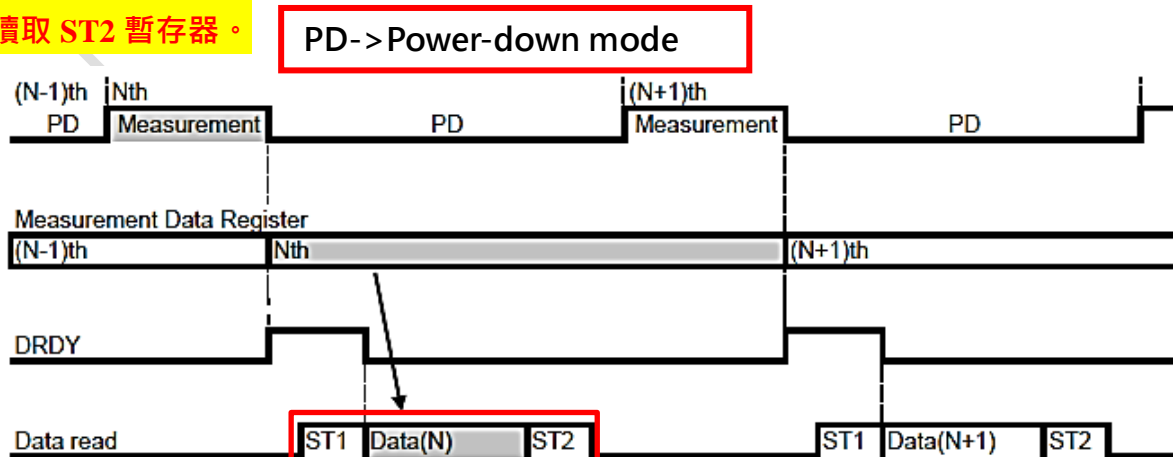 讀取 ST2 暫存器。
PD->Power-down mode
(N-1)th Nth (N+1)th
PD Measurement PD Measurement PD
Measurement Data Register
(N-1)th Nth (N+1)th
DRDY
Data read ST1 Data(N) ST2 ST1 Data(N+1) ST2